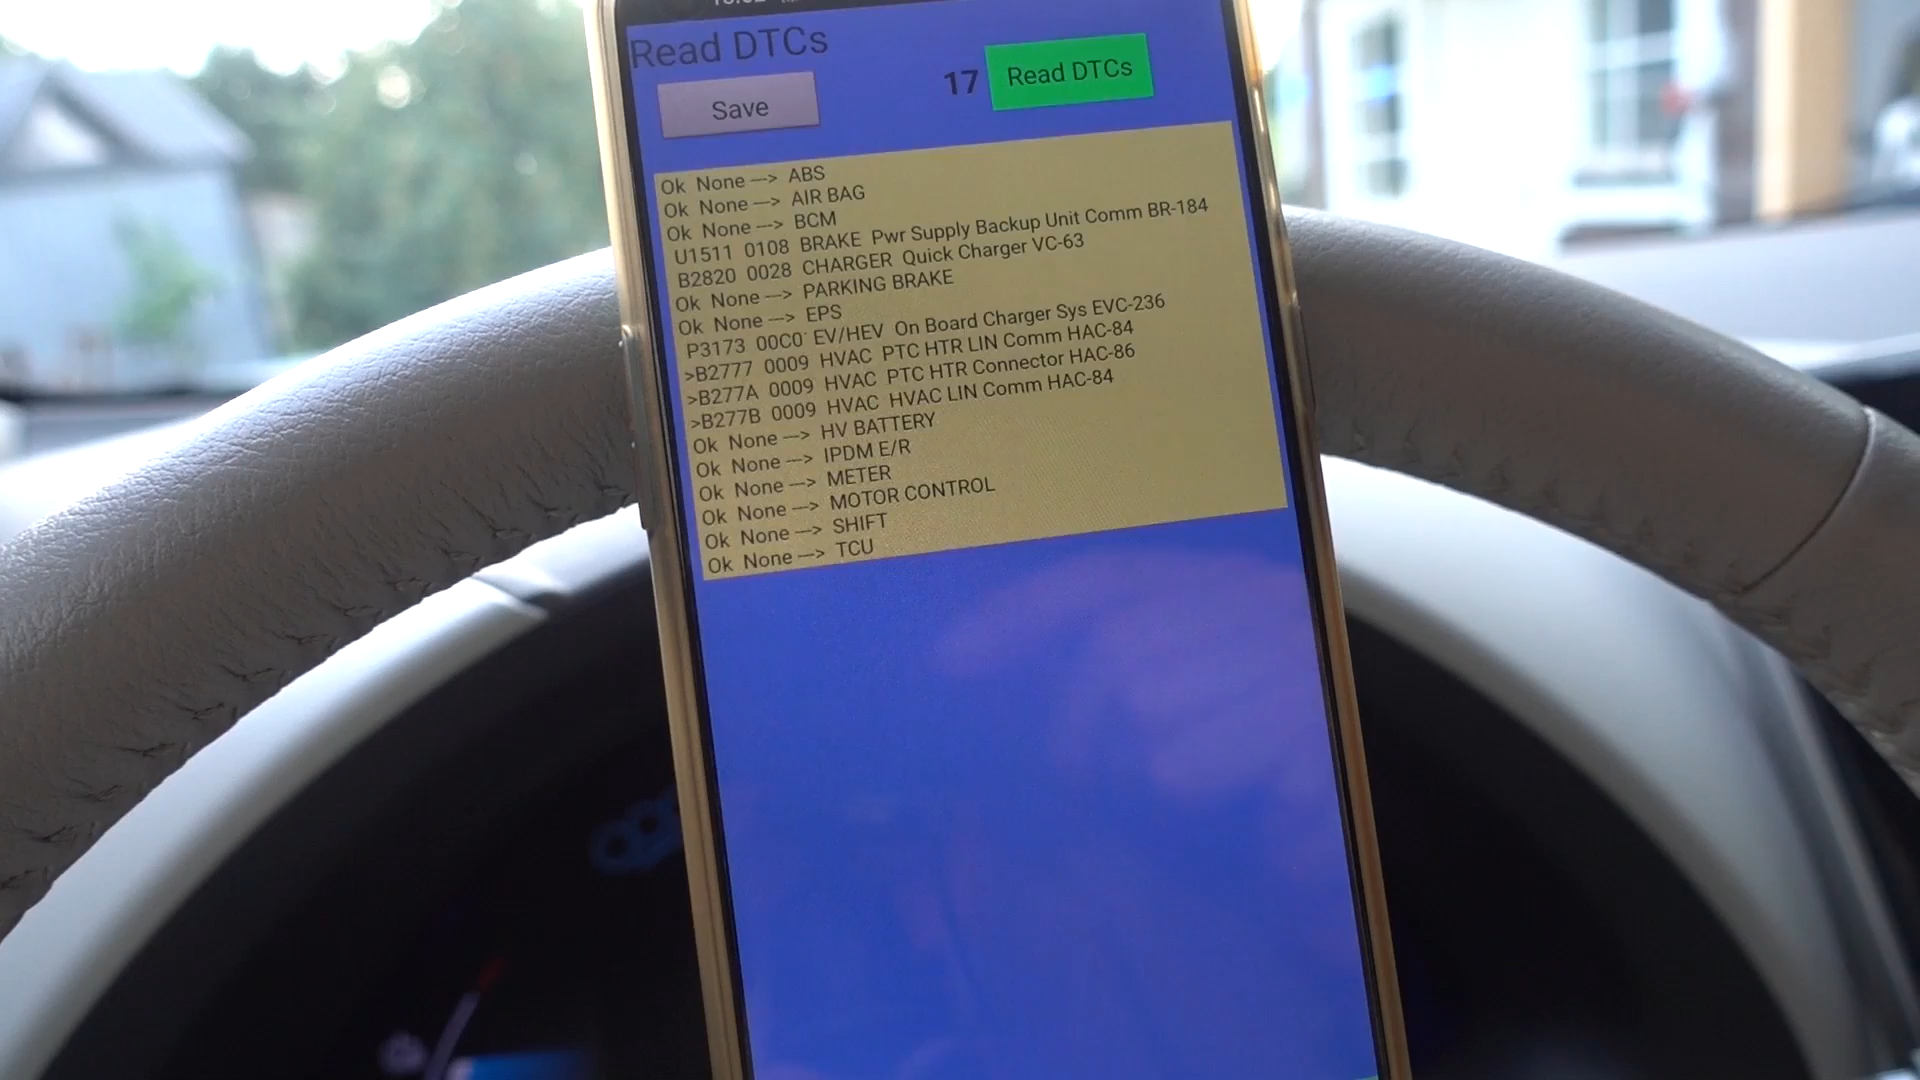 Read DTCs
Save
17
Read DTCs
Ok None ---> ABS
Ok None ---> AIR BAG
Ok None ---> BCM
U1511 0108 BRAKE Pwr Supply Backup Unit Comm BR-184
B2820 0028 CHARGER Quick Charger VC-63
Ok None ---> PARKING BRAKE
Ok None ---> EPS
P3173 00C0 EV/HEV On Board Charger Sys EVC-236
>B2777 0009 HVAC PTC HTR LIN Comm HAC-84
>B277A 0009 HVAC PTC HTR Connector HAC-86
>B277B 0009 HVAC HVAC LIN Comm HAC-84
Ok None ---> HV BATTERY
Ok None ---> IPDM E/R
Ok None ---> METER
Ok None ---> MOTOR CONTROL
Ok None ---> SHIFT
Ok None ---> TCU